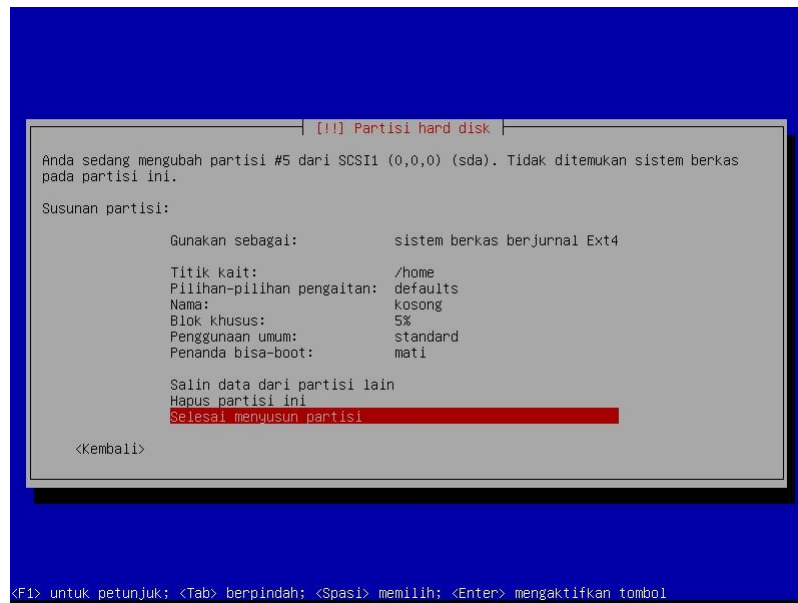 [!!] Partisi hard disk
Anda sedang mengubah partisi #5 dari SCSI1 (0,0,0) (sda). Tidak ditemukan sistem berkas
pada partisi ini.
Susunan partisi:
Gunakan sebagai: sistem berkas berjurnal Ext4
Titik kait: /home
Pilihan-pilihan pengaitan: defaults
Nama: kosong
Blok khusus: 5%
Penggunaan umum: standard
Penanda bisa-boot: mati
Salin data dari partisi lain
Hapus partisi ini
Selesai menyusun partisi
<Kembali>
<F1> untuk petunjuk; <Tab> berpindah; <Spasi> memilih; <Enter> mengaktifkan tombol